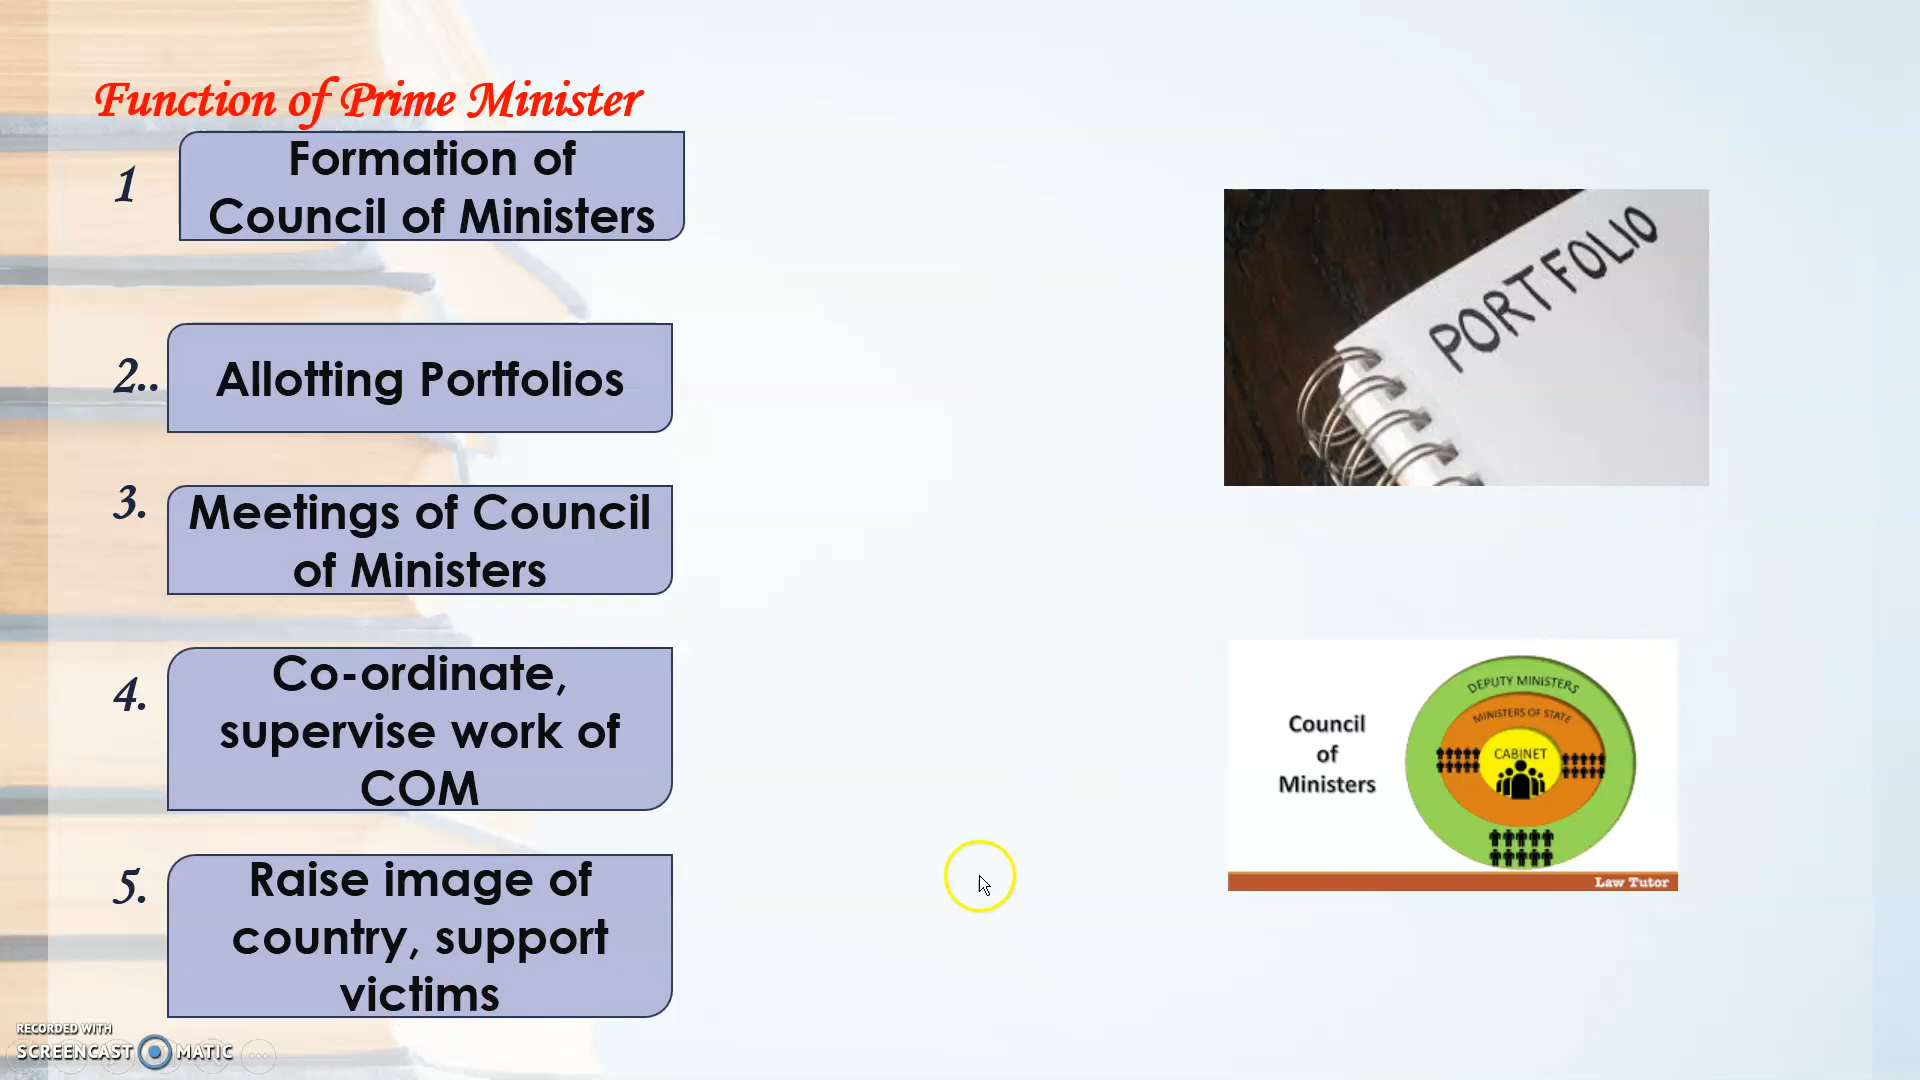 Function of Prime Minister
1
Formation of
Council of Ministers
2..
Allotting Portfolios
3.
Meetings of Council
of Ministers
4.
Co-ordinate,
supervise work of
COM
5.
Raise image of
country, support
victims
PORTFOLIO
Council
of
Ministers
DEPUTY MINISTERS
MINISTERS OF STATE
CABINET
Law Tutor
RECORDED WITH
SCREENCAST MATIC